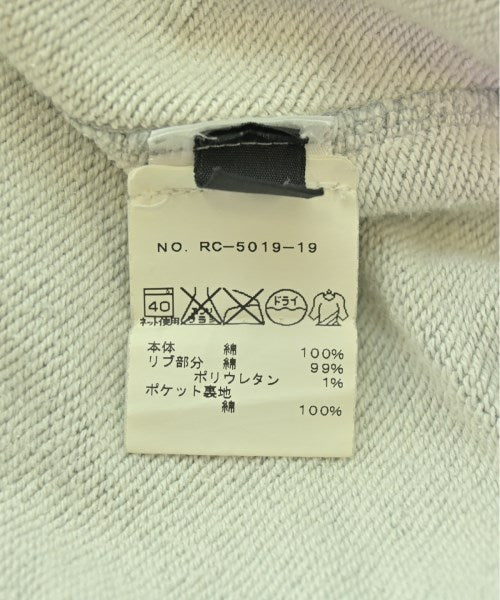 NO. RC-5019-19
40 ドライ
ネット使用
本体 綿 100%
リブ部分 綿 99%
ポリウレタン 1%
ポケット裏地
綿 100%